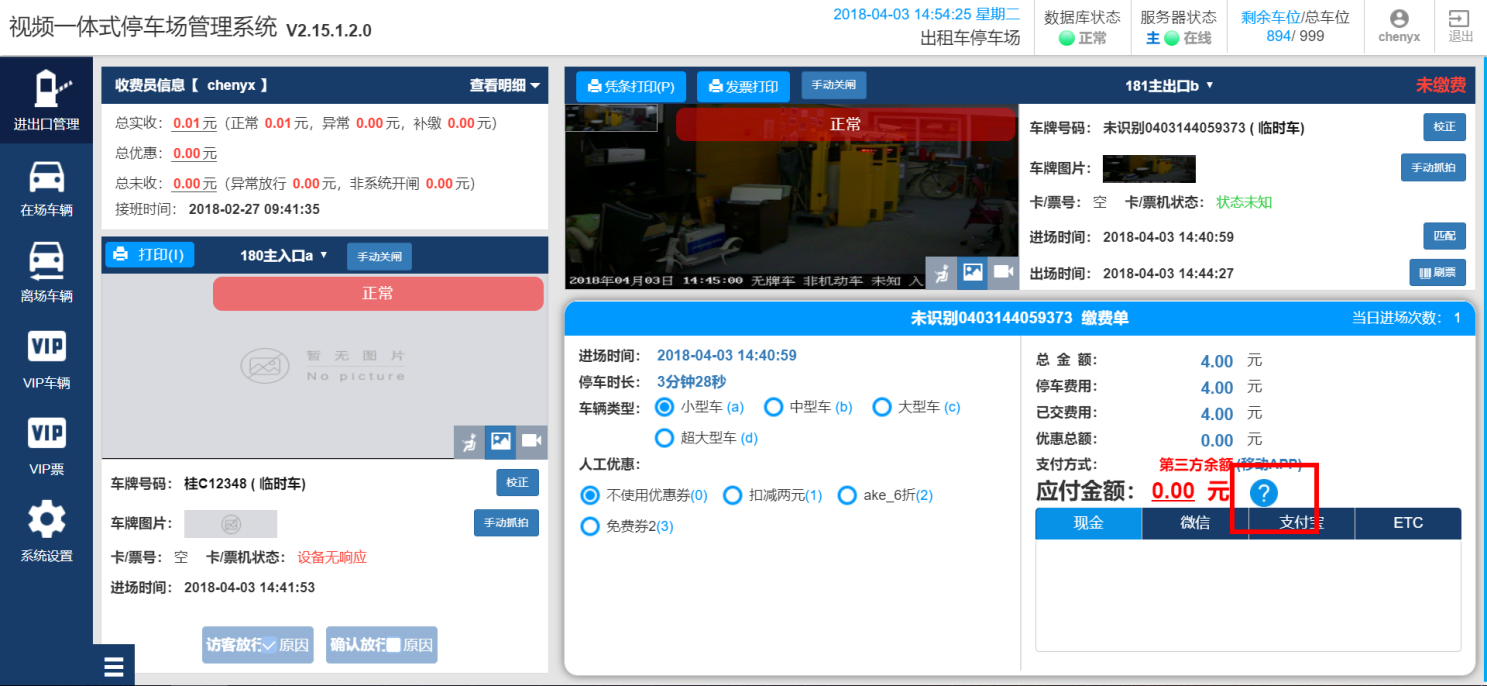 视频一体式停车场管理系统 V2.15.1.2.0
2018-04-03 14:54:25 星期二
出租车停车场
数据库状态
正常
服务器状态
主 在线
剩余车位/总车位
894/ 999
chenyx
退出
进出口管理
在场车辆
离场车辆
VIP
VIP车辆
VIP
VIP票
系统设置
收费员信息【 chenyx 】 查看明细
总实收: 0.01元 (正常 0.01元, 异常 0.00元, 补缴 0.00元)
总优惠: 0.00元
总未收: 0.00元 (异常放行 0.00元, 非系统开闸 0.00元)
接班时间: 2018-02-27 09:41:35
打印(I) 180主入口a 手动关闸
正常
暂无图片
No picture
车牌号码: 桂C12348 ( 临时车) 校正
车牌图片: 手动抓拍
卡/票号: 空 卡/票机状态: 设备无响应
进场时间: 2018-04-03 14:41:53
访客放行 原因 确认放行 原因
凭条打印(P) 发票打印 手动关闸 181主出口b 未缴费
正常
2018年04月03日 14:45:00 无牌车 非机动车 未知 入
车牌号码: 未识别0403144059373 ( 临时车) 校正
车牌图片: 手动抓拍
卡/票号: 空 卡/票机状态: 状态未知
进场时间: 2018-04-03 14:40:59 匹配
出场时间: 2018-04-03 14:44:27 刷票
未识别0403144059373 缴费单 当日进场次数: 1
进场时间: 2018-04-03 14:40:59
停车时长: 3分钟28秒
车辆类型: 小型车 (a) 中型车 (b) 大型车 (c)
超大型车 (d)
人工优惠:
不使用优惠券(0) 扣减两元(1) ake_6折(2)
免费券2(3)
总 金 额: 4.00 元
停车费用: 4.00 元
已交费用: 4.00 元
优惠总额: 0.00 元
支付方式: 第三方余额(移动APP)
应付金额: 0.00 元 ?
现金 微信 支付宝 ETC